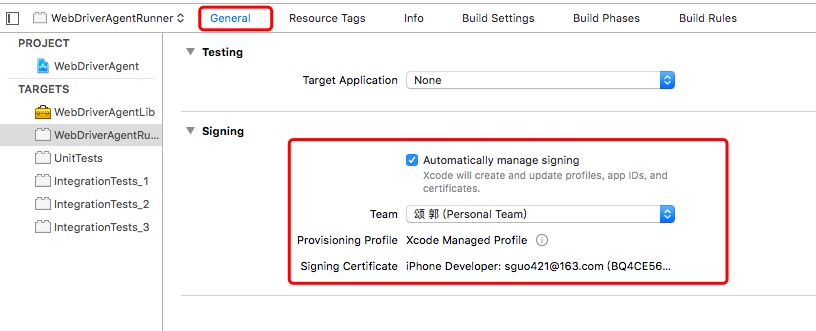 WebDriverAgentRunner General Resource Tags Info Build Settings Build Phases Build Rules
PROJECT
WebDriverAgent
TARGETS
WebDriverAgentLib
WebDriverAgentRu...
UnitTests
IntegrationTests_1
IntegrationTests_2
IntegrationTests_3
Testing
Target Application None
Signing
Automatically manage signing
Xcode will create and update profiles, app IDs, and
certificates.
Team 颂 郭 (Personal Team)
Provisioning Profile Xcode Managed Profile
Signing Certificate iPhone Developer: sguo421@163.com (BQ4CE56...